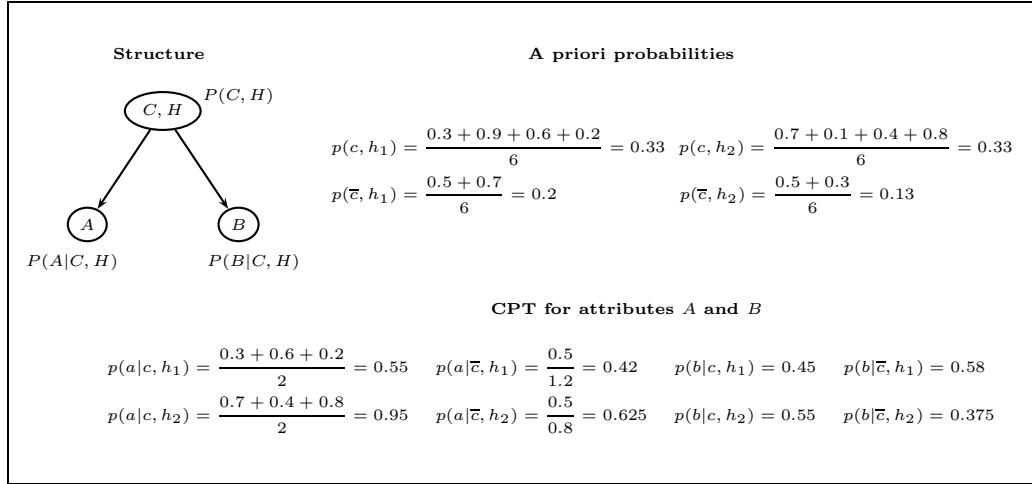 Structure
A priori probabilities
C, H
P(C, H)
p(c, h₁) = (0.3 + 0.9 + 0.6 + 0.2)/6 = 0.33 p(c, h₂) = (0.7 + 0.1 + 0.4 + 0.8)/6 = 0.33
p(c̅, h₁) = (0.5 + 0.7)/6 = 0.2 p(c̅, h₂) = (0.5 + 0.3)/6 = 0.13
A B
P(A|C, H) P(B|C, H)
CPT for attributes A and B
p(a|c, h₁) = (0.3 + 0.6 + 0.2)/2 = 0.55 p(a|c̅, h₁) = 0.5/1.2 = 0.42 p(b|c, h₁) = 0.45 p(b|c̅, h₁) = 0.58
p(a|c, h₂) = (0.7 + 0.4 + 0.8)/2 = 0.95 p(a|c̅, h₂) = 0.5/0.8 = 0.625 p(b|c, h₂) = 0.55 p(b|c̅, h₂) = 0.375